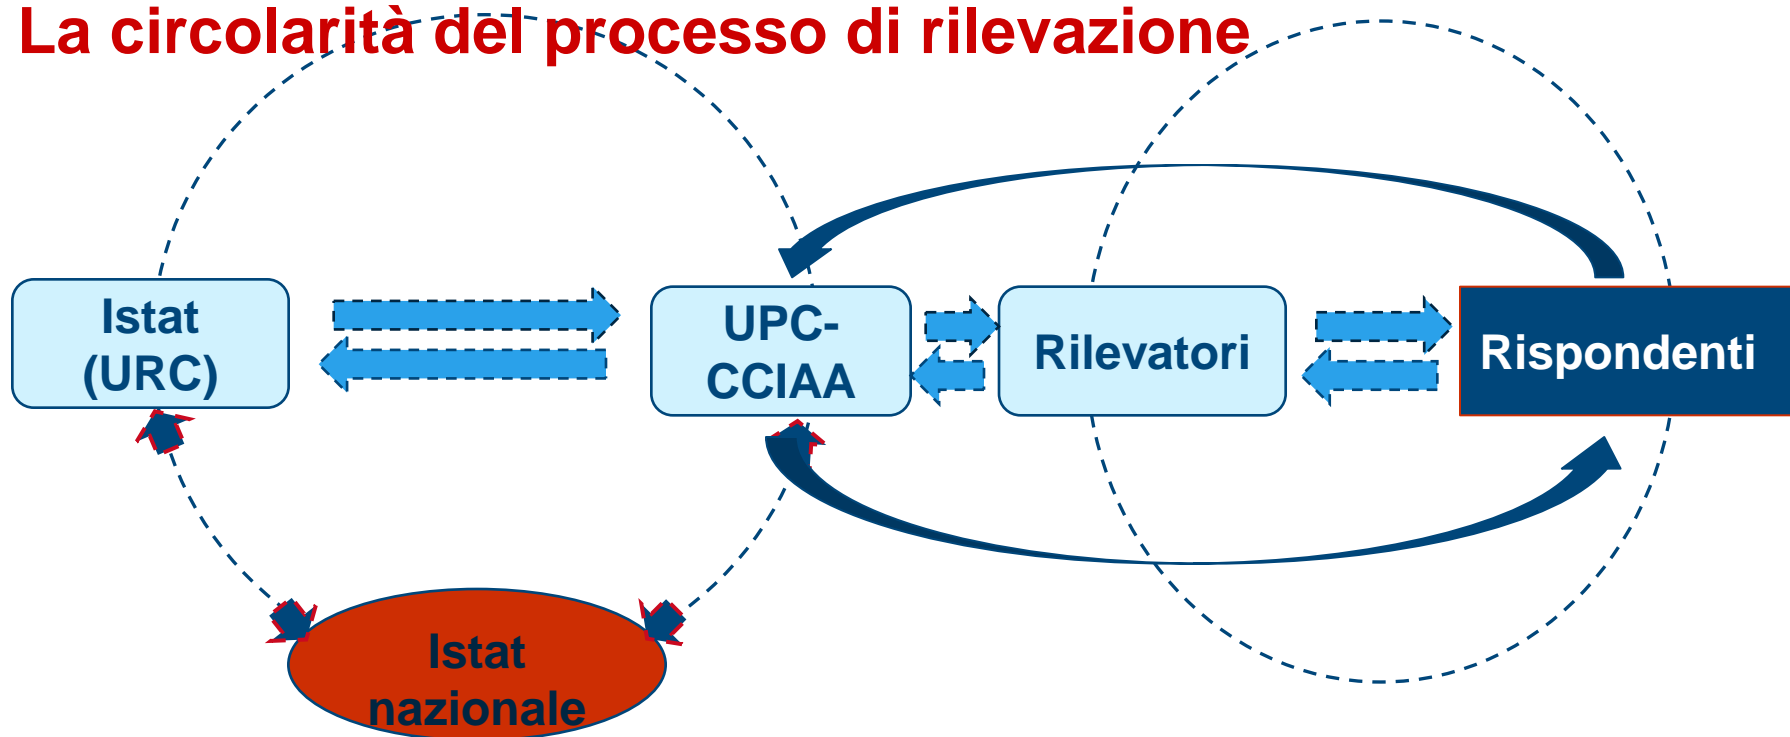 La circolarità del processo di rilevazione
Istat
(URC)
UPC-
CCIAA
Rilevatori
Rispondenti
Istat
nazionale